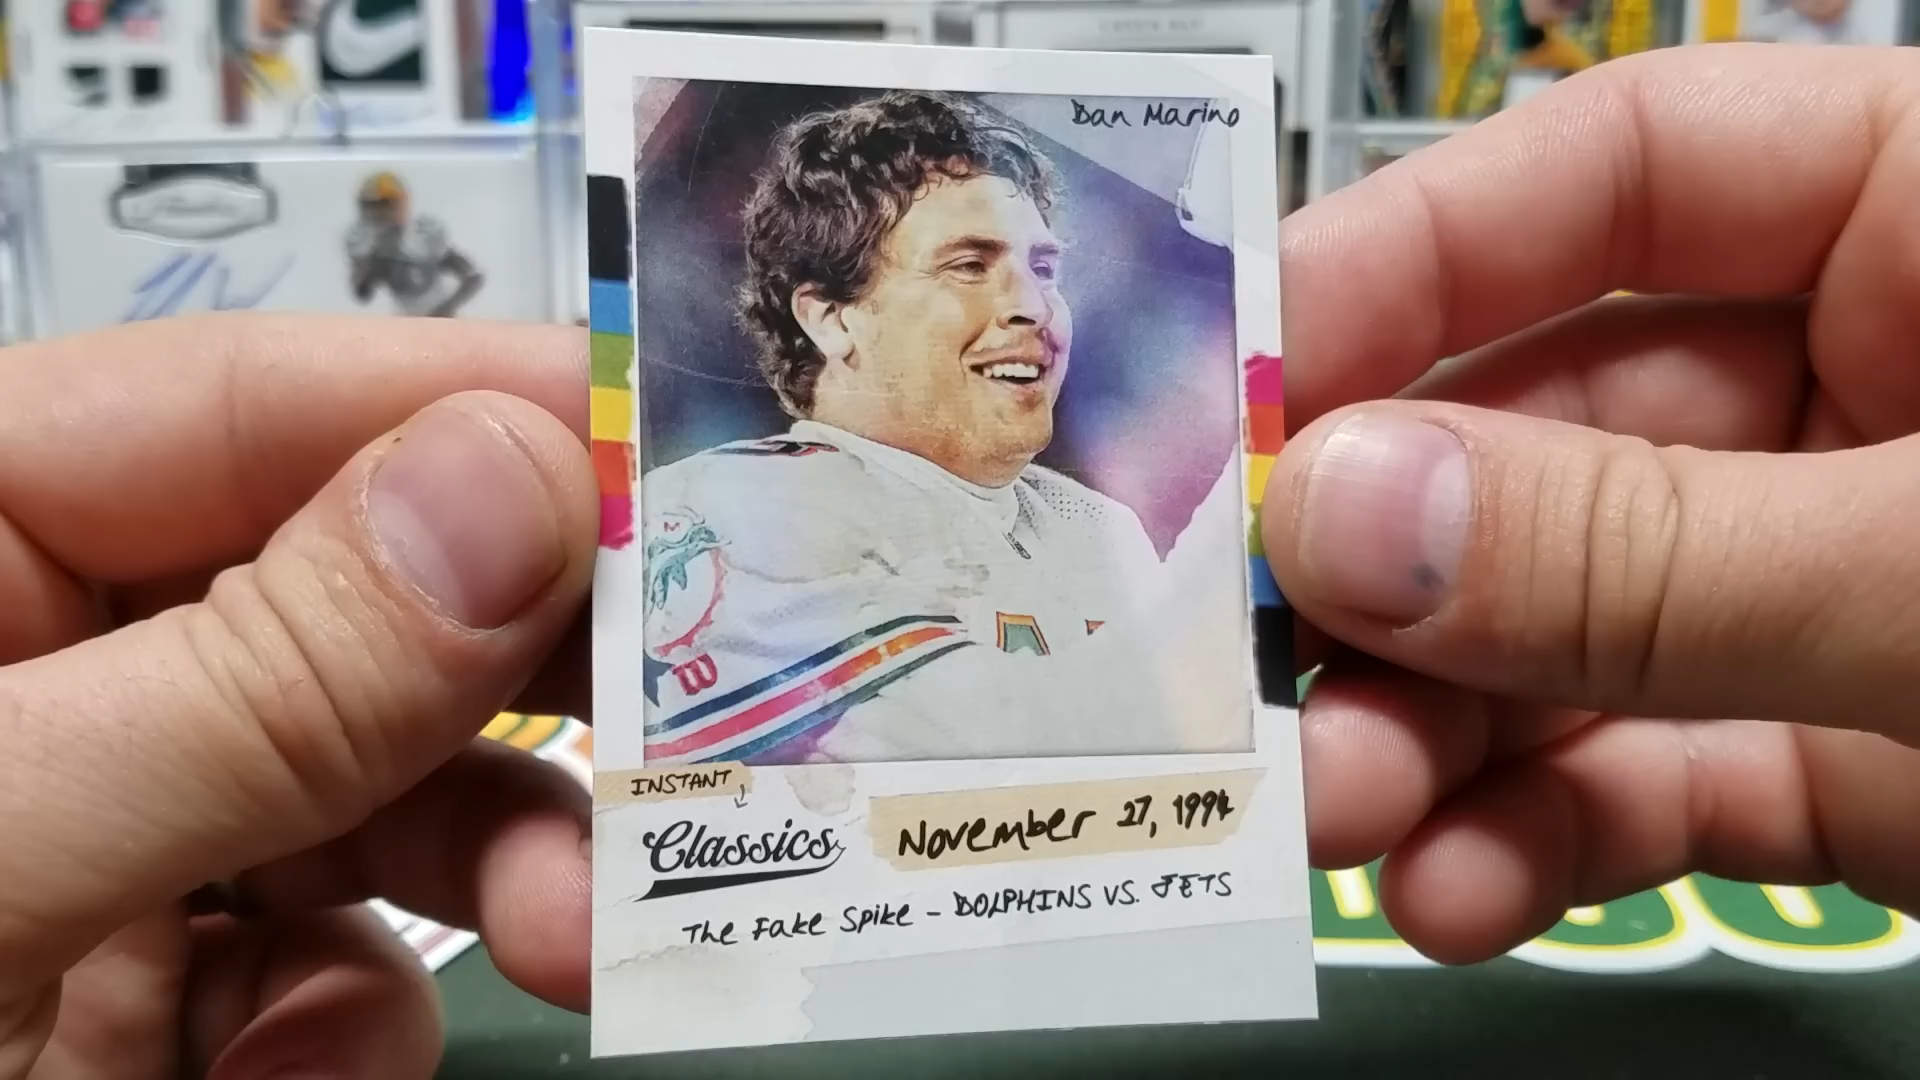 Dan Marino
INSTANT
Classics
November 27, 1994
The Fake Spike - DOLPHINS VS. JETS